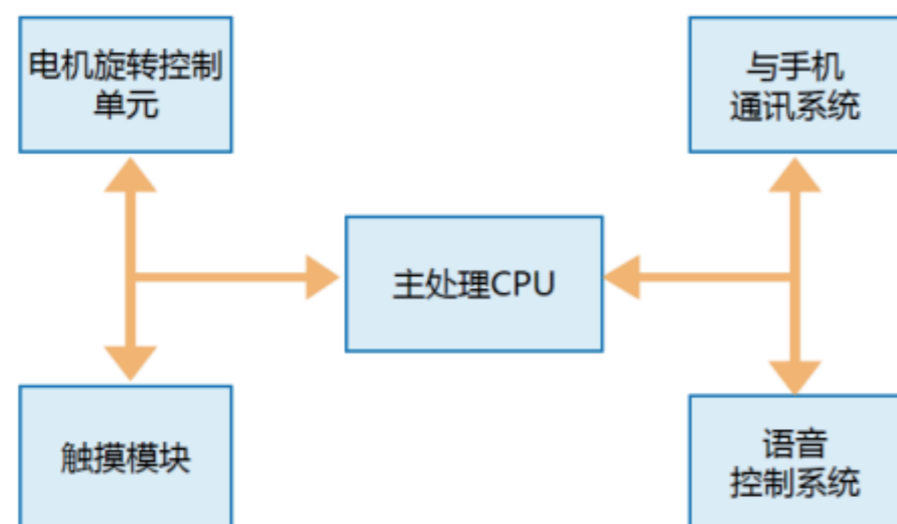 电机旋转控制
单元
与手机
通讯系统
主处理CPU
触摸模块
语音
控制系统